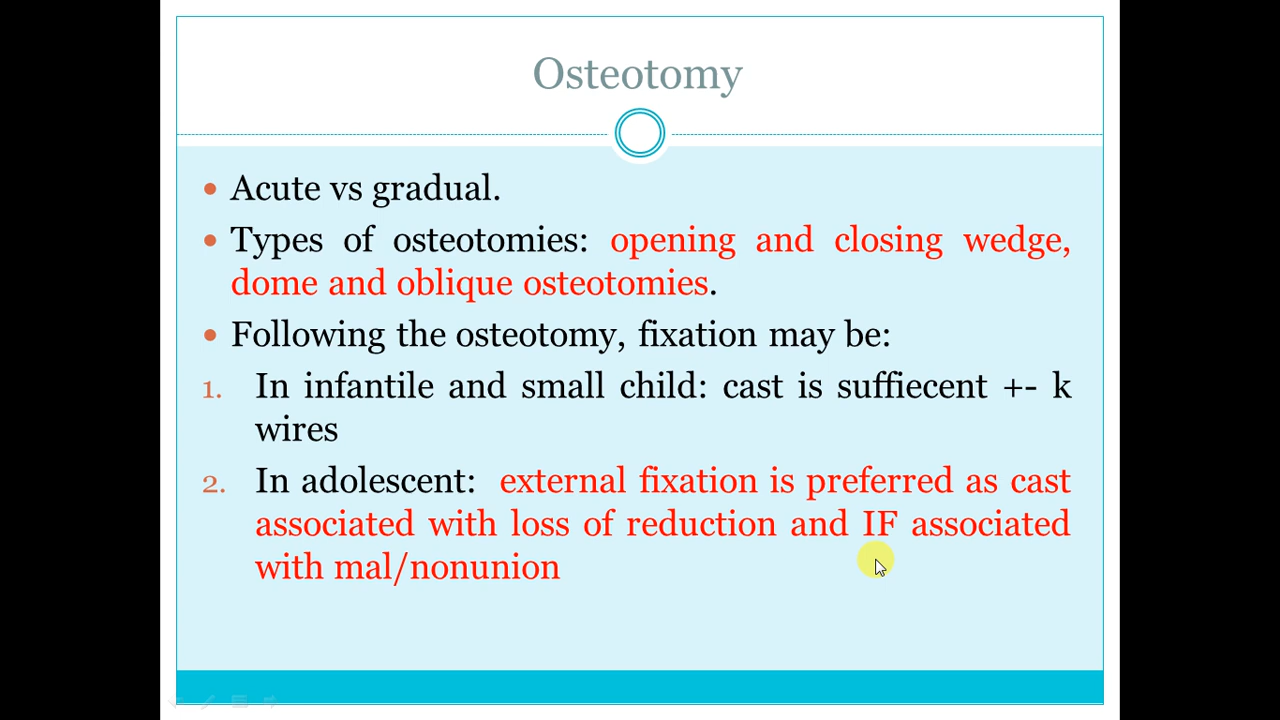 Osteotomy
• Acute vs gradual.
• Types of osteotomies: opening and closing wedge,
dome and oblique osteotomies.
• Following the osteotomy, fixation may be:
1. In infantile and small child: cast is suffiecent +- k
wires
2. In adolescent: external fixation is preferred as cast
associated with loss of reduction and IF associated
with mal/nonunion